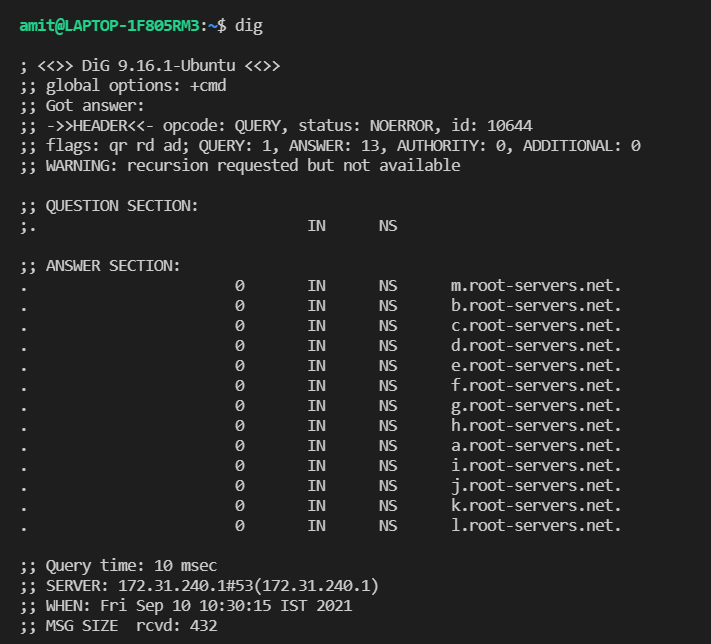 amit@LAPTOP-1F805RM3:~$ dig
; <<>> DiG 9.16.1-Ubuntu <<>>
;; global options: +cmd
;; Got answer:
;; ->>HEADER<<- opcode: QUERY, status: NOERROR, id: 10644
;; flags: qr rd ad; QUERY: 1, ANSWER: 13, AUTHORITY: 0, ADDITIONAL: 0
;; WARNING: recursion requested but not available
;; QUESTION SECTION:
;. IN NS
;; ANSWER SECTION:
. 0 IN NS m.root-servers.net.
. 0 IN NS b.root-servers.net.
. 0 IN NS c.root-servers.net.
. 0 IN NS d.root-servers.net.
. 0 IN NS e.root-servers.net.
. 0 IN NS f.root-servers.net.
. 0 IN NS g.root-servers.net.
. 0 IN NS h.root-servers.net.
. 0 IN NS a.root-servers.net.
. 0 IN NS i.root-servers.net.
. 0 IN NS j.root-servers.net.
. 0 IN NS k.root-servers.net.
. 0 IN NS l.root-servers.net.
;; Query time: 10 msec
;; SERVER: 172.31.240.1#53(172.31.240.1)
;; WHEN: Fri Sep 10 10:30:15 IST 2021
;; MSG SIZE rcvd: 432